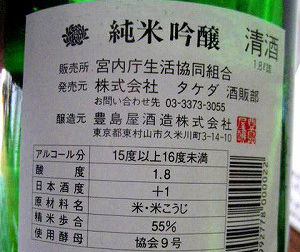 純米吟醸
清酒
1.8ℓ詰
販売所 宮内庁生活協同組合
発売元 株式会社 タケダ酒販部
お問い合わせ先 03-3373-3055
醸造元 豊島屋酒造株式会社
東京都東村山市久米川町3-14-10
アルコール分 15度以上16度未満
酸度 1.8
日本酒度 +1
原材料名 米・米こうじ
精米歩合 55%
使用酵母 協会9号